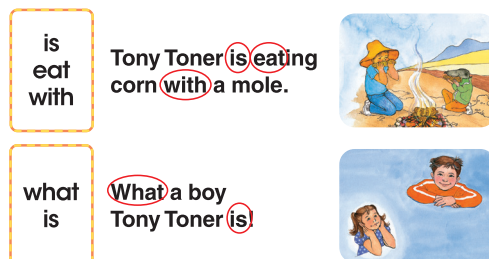 is
eat
with
Tony Toner is eating
corn with a mole.
what
is
What a boy
Tony Toner is!